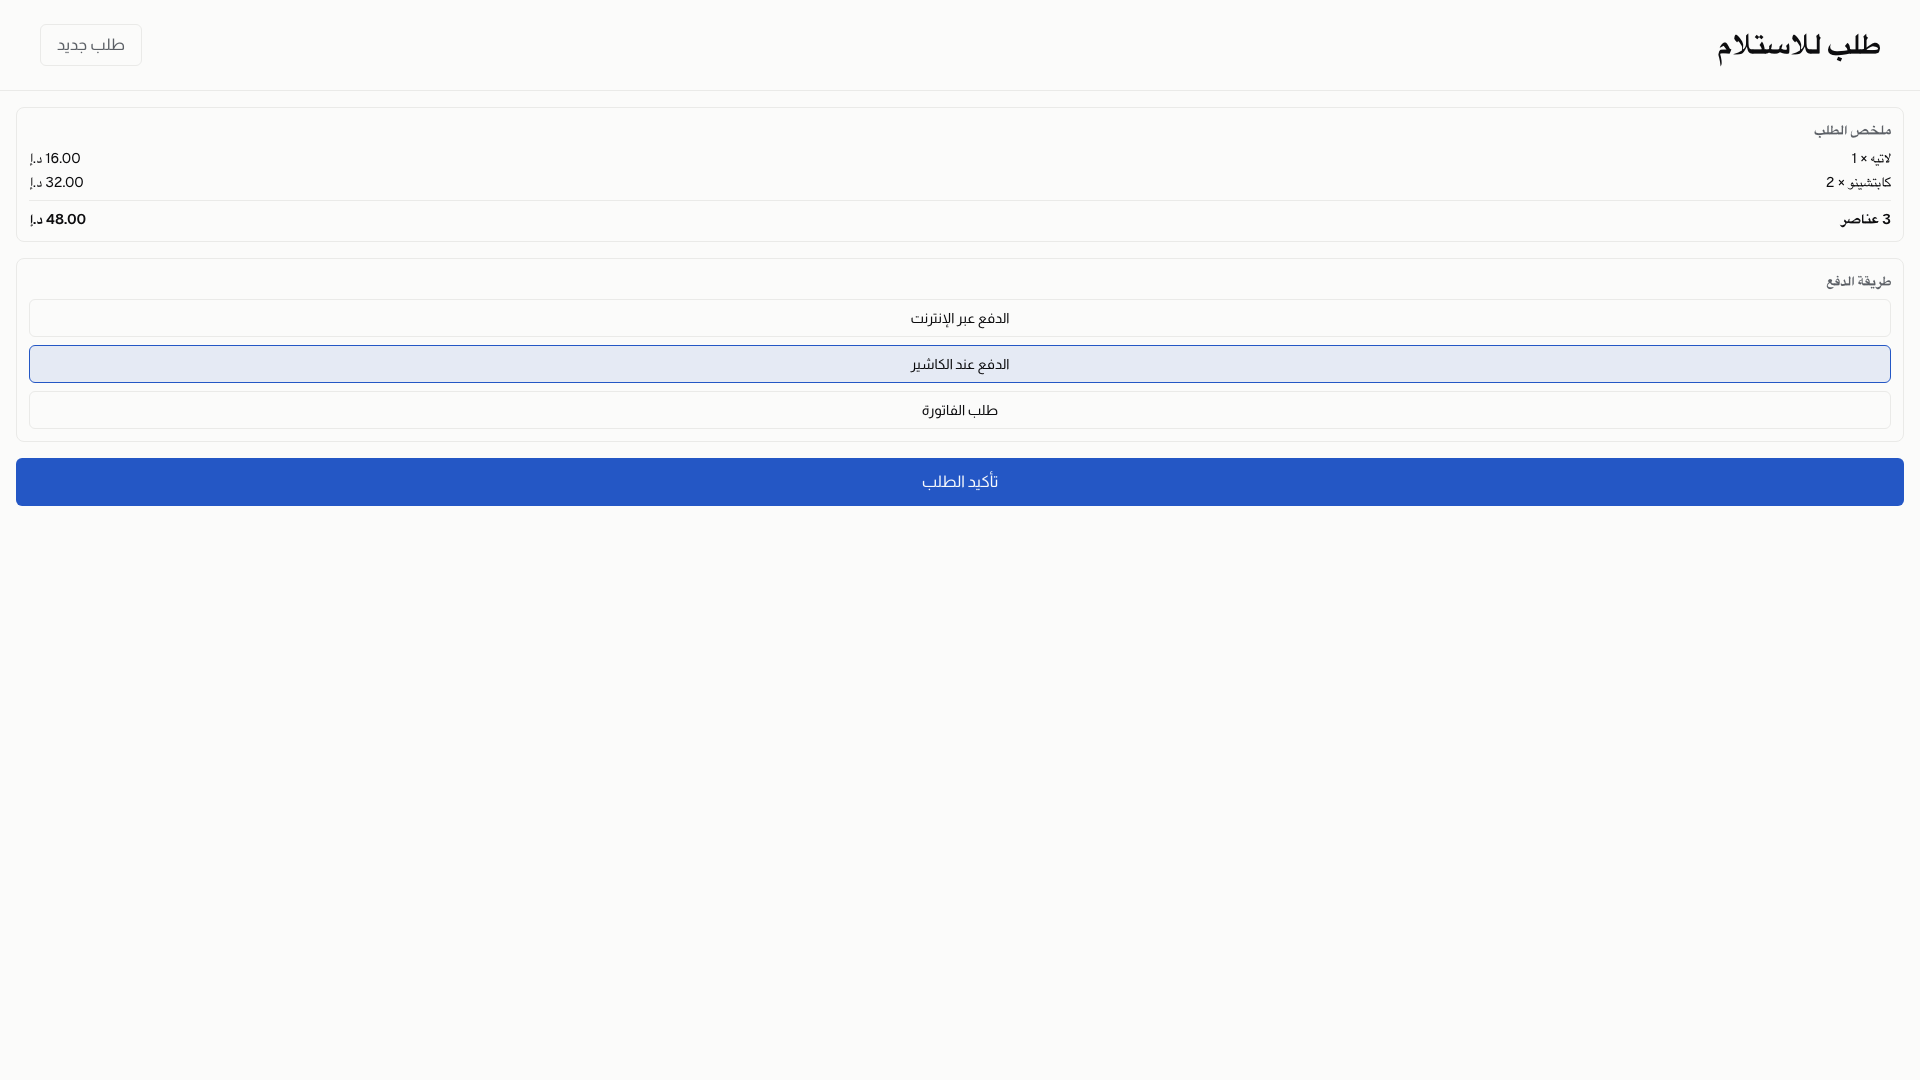 طلب للاستلام
طلب جديد
ملخص الطلب
لاتيه × 1
16.00 د.إ
كابتشينو × 2
32.00 د.إ
3 عناصر
48.00 د.إ
طريقة الدفع
الدفع عبر الإنترنت
الدفع عند الكاشير
طلب الفاتورة
تأكيد الطلب